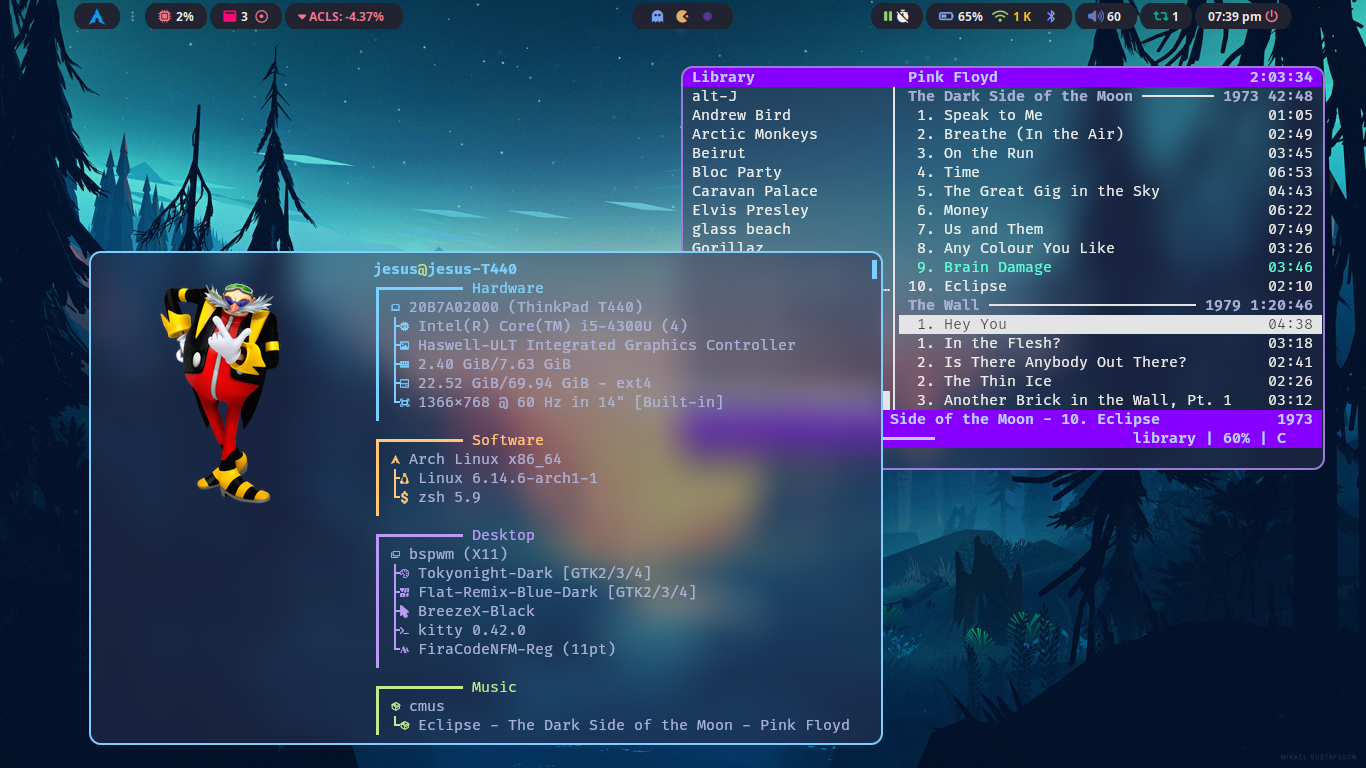 2%
3
ACLS: -4.37%
65%
1 K
60
1
07:39 pm
Library
alt-J
Andrew Bird
Arctic Monkeys
Beirut
Bloc Party
Caravan Palace
Elvis Presley
glass beach
Gorillaz
Pink Floyd 2:03:34
The Dark Side of the Moon 1973 42:48
1. Speak to Me 01:05
2. Breathe (In the Air) 02:49
3. On the Run 03:45
4. Time 06:53
5. The Great Gig in the Sky 04:43
6. Money 06:22
7. Us and Them 07:49
8. Any Colour You Like 03:26
9. Brain Damage 03:46
10. Eclipse 02:10
The Wall 1979 1:20:46
1. Hey You 04:38
1. In the Flesh? 03:18
2. Is There Anybody Out There? 02:41
2. The Thin Ice 02:26
3. Another Brick in the Wall, Pt. 1 03:12
Side of the Moon - 10. Eclipse 1973
library | 60% | C
jesus@jesus-T440
Hardware
20B7A02000 (ThinkPad T440)
Intel(R) Core(TM) i5-4300U (4)
Haswell-ULT Integrated Graphics Controller
2.40 GiB/7.63 GiB
22.52 GiB/69.94 GiB - ext4
1366×768 @ 60 Hz in 14" [Built-in]
Software
Arch Linux x86_64
Linux 6.14.6-arch1-1
zsh 5.9
Desktop
bspwm (X11)
Tokyonight-Dark [GTK2/3/4]
Flat-Remix-Blue-Dark [GTK2/3/4]
BreezeX-Black
kitty 0.42.0
FiraCodeNFM-Reg (11pt)
Music
cmus
Eclipse - The Dark Side of the Moon - Pink Floyd
MIKAEL GUSTAFSSON